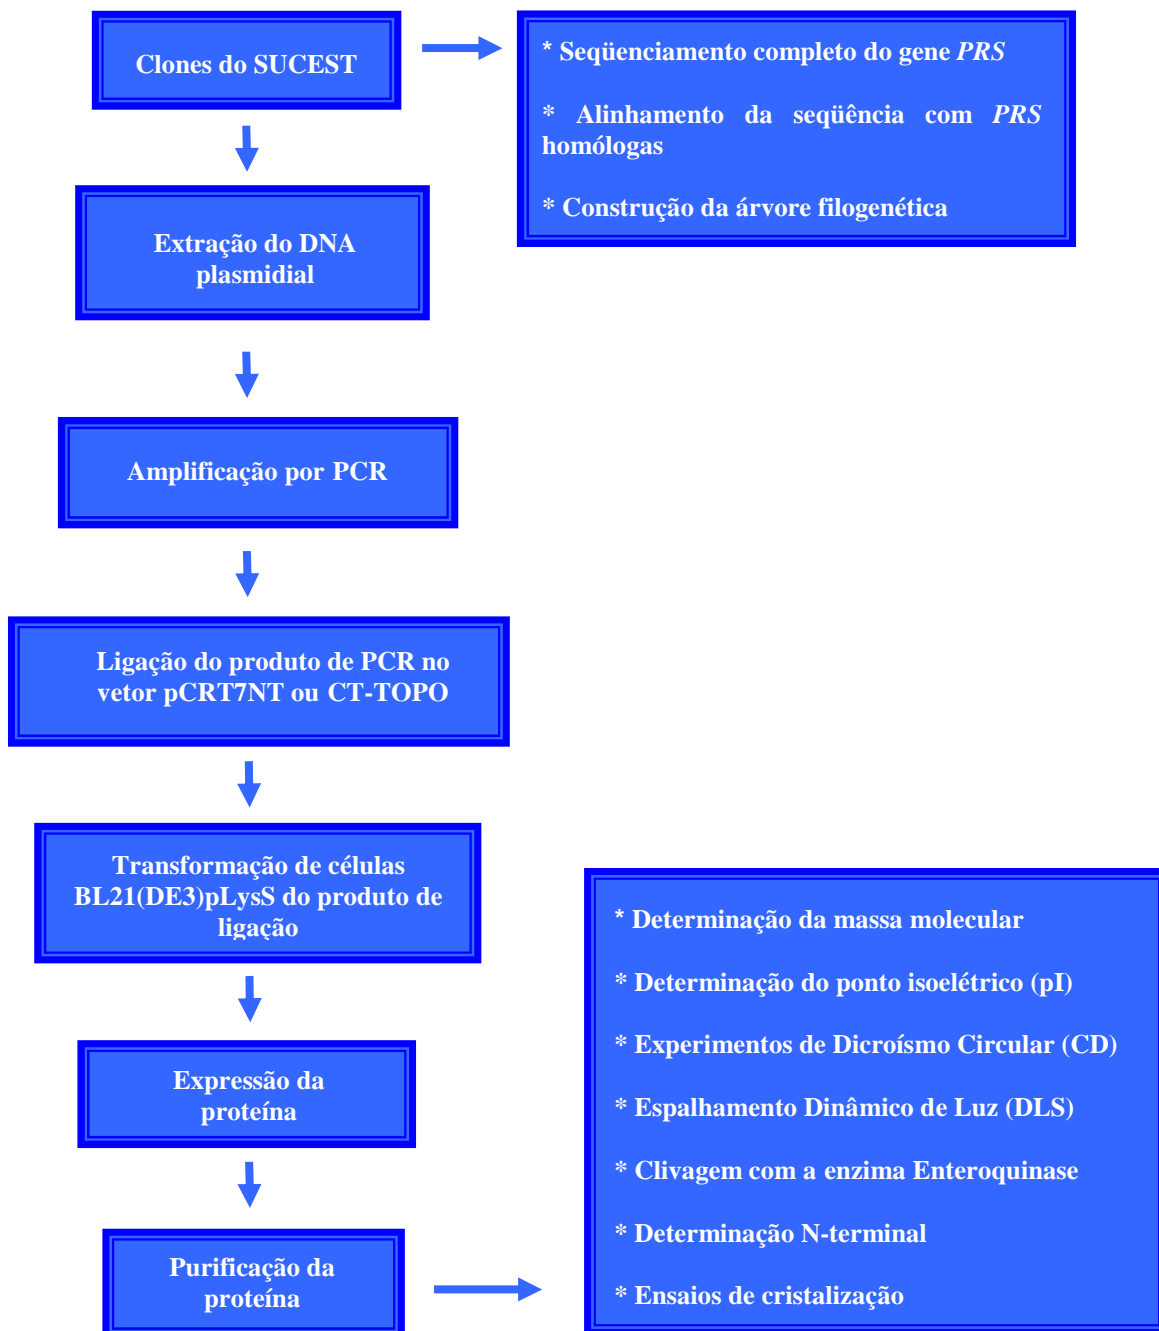 Clones do SUCEST
* Seqüenciamento completo do gene PRS
* Alinhamento da seqüência com PRS
homólogas
* Construção da árvore filogenética
Extração do DNA
plasmidial
Amplificação por PCR
Ligação do produto de PCR no
vetor pCRT7NT ou CT-TOPO
Transformação de células
BL21(DE3)pLysS do produto de
ligação
Expressão da
proteína
Purificação da
proteína
* Determinação da massa molecular
* Determinação do ponto isoelétrico (pI)
* Experimentos de Dicroísmo Circular (CD)
* Espalhamento Dinâmico de Luz (DLS)
* Clivagem com a enzima Enteroquinase
* Determinação N-terminal
* Ensaios de cristalização